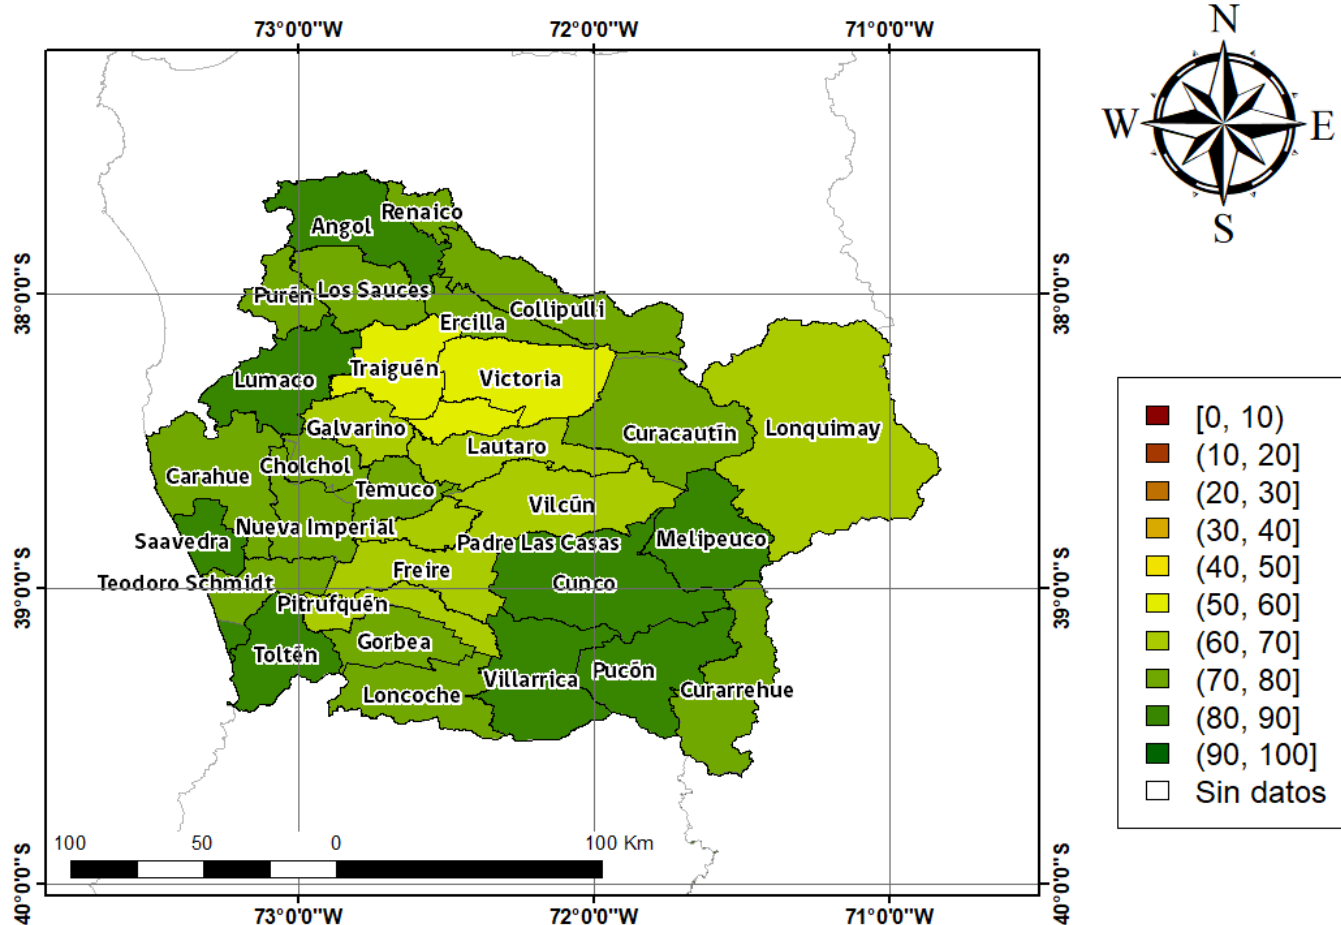 73°0'0"W 72°0'0"W 71°0'0"W
N
W E
S
38°0'0"S 38°0'0"S
39°0'0"S 39°0'0"S
40°0'0"S 40°0'0"S
Renaico
Angol
Los Sauces
Purén
Collipulli
Ercilla
Traiguén
Victoria
Lumaco
Galvarino
Lonquimay
Curacautín
Lautaro
Cholchol
Carahue
Temuco
Vilcún
Nueva Imperial
Saavedra
Melipeuco
Padre Las Casas
Freire
Teodoro Schmidt
Cunco
Pitrufquén
Gorbea
Toltén
Pucón
Villarrica
Curarrehue
Loncoche
[0, 10)
(10, 20]
(20, 30]
(30, 40]
(40, 50]
(50, 60]
(60, 70]
(70, 80]
(80, 90]
(90, 100]
Sin datos
100 50 0 100 Km
73°0'0"W 72°0'0"W 71°0'0"W